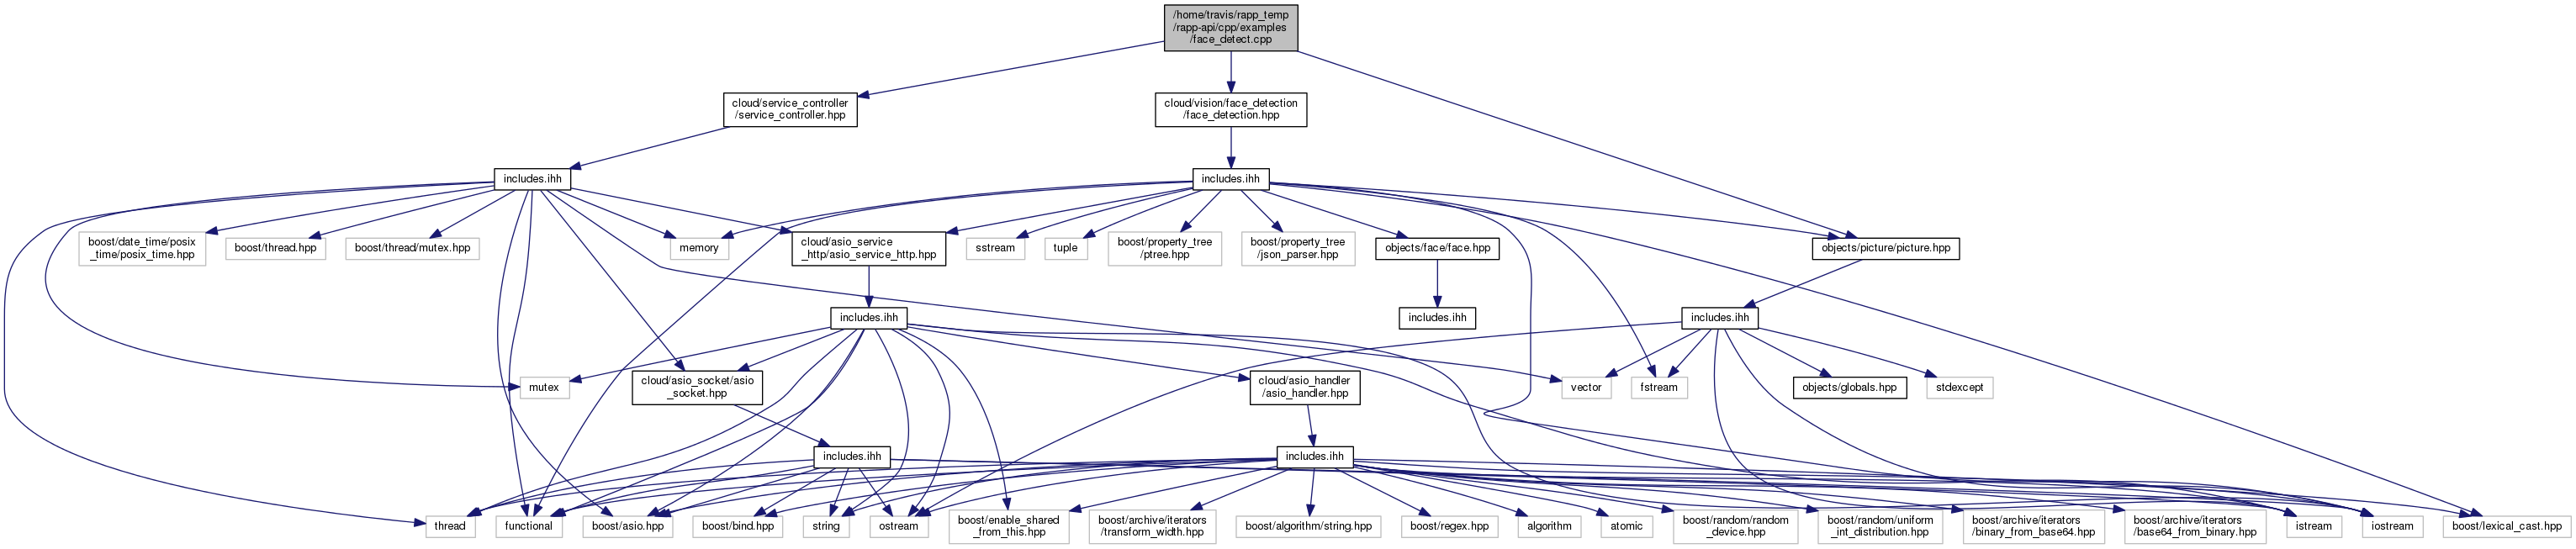 /home/travis/rapp_temp
/rapp-api/cpp/examples
/face_detect.cpp
cloud/service_controller
/service_controller.hpp
cloud/vision/face_detection
/face_detection.hpp
includes.ihh
includes.ihh
boost/date_time/posix
_time/posix_time.hpp
boost/thread.hpp
boost/thread/mutex.hpp
memory
cloud/asio_service
_http/asio_service_http.hpp
sstream
tuple
boost/property_tree
/ptree.hpp
boost/property_tree
/json_parser.hpp
objects/face/face.hpp
objects/picture/picture.hpp
includes.ihh
includes.ihh
includes.ihh
mutex
cloud/asio_socket/asio
_socket.hpp
cloud/asio_handler
/asio_handler.hpp
vector
fstream
objects/globals.hpp
stdexcept
includes.ihh
includes.ihh
thread
functional
boost/asio.hpp
boost/bind.hpp
string
ostream
boost/enable_shared
_from_this.hpp
boost/archive/iterators
/transform_width.hpp
boost/algorithm/string.hpp
boost/regex.hpp
algorithm
atomic
boost/random/random
_device.hpp
boost/random/uniform
_int_distribution.hpp
boost/archive/iterators
/binary_from_base64.hpp
boost/archive/iterators
/base64_from_binary.hpp
istream
iostream
boost/lexical_cast.hpp